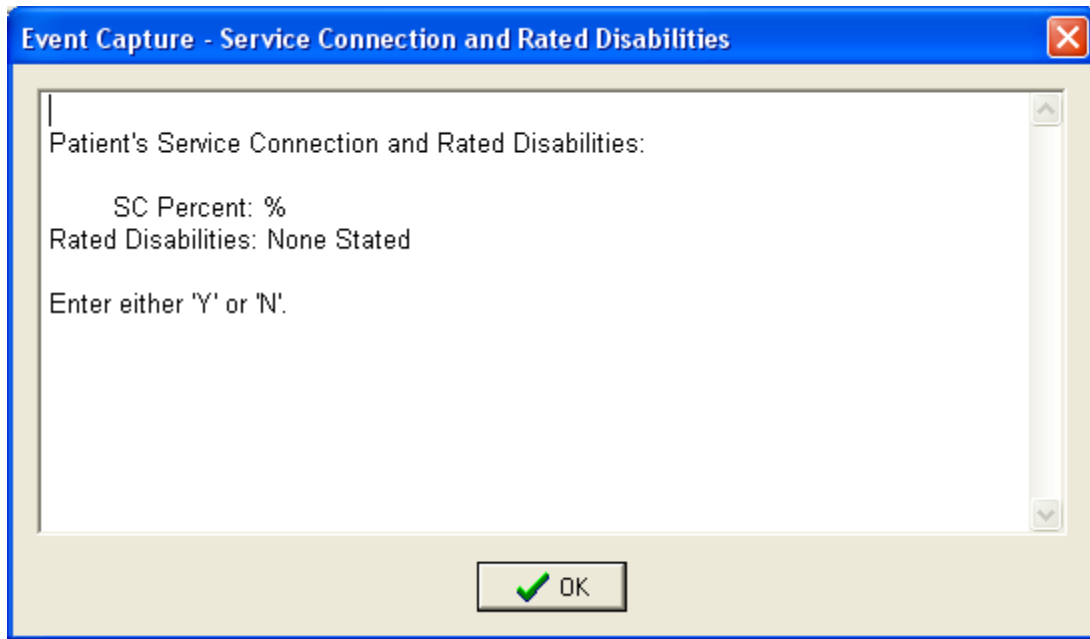 Event Capture - Service Connection and Rated Disabilities
Patient's Service Connection and Rated Disabilities:
SC Percent: %
Rated Disabilities: None Stated
Enter either 'Y' or 'N'.
OK